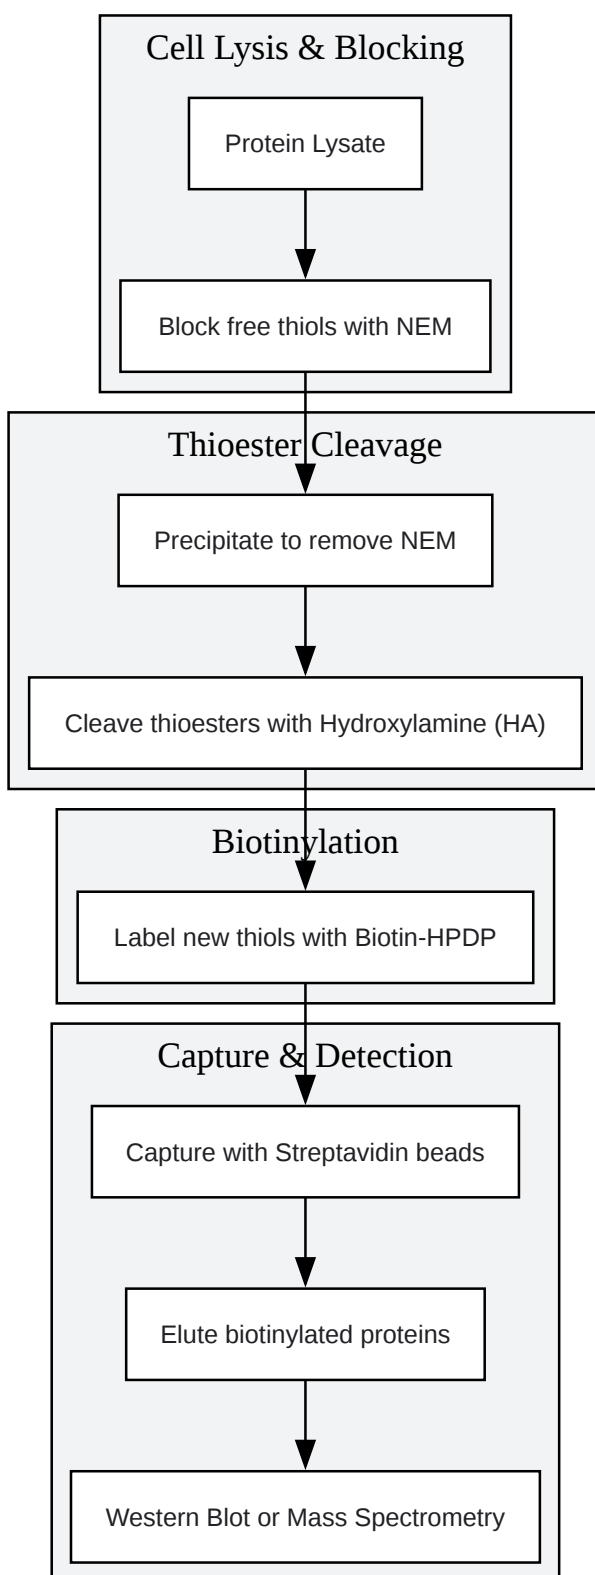 Cell Lysis & Blocking
Protein Lysate
Block free thiols with NEM
Thioester Cleavage
Precipitate to remove NEM
Cleave thioesters with Hydroxylamine (HA)
Biotinylation
Label new thiols with Biotin-HPDP
Capture & Detection
Capture with Streptavidin beads
Elute biotinylated proteins
Western Blot or Mass Spectrometry